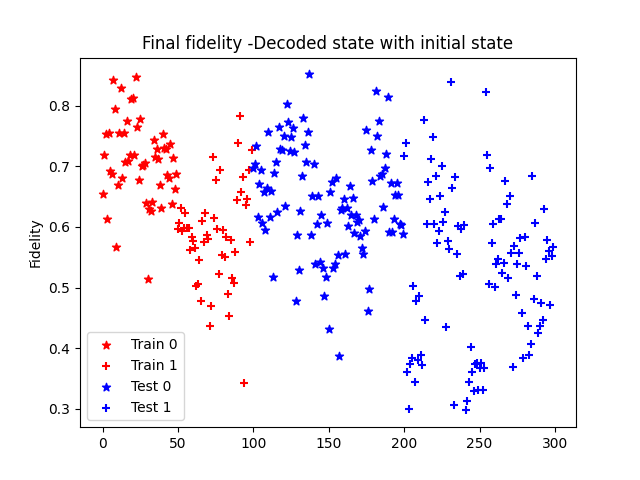 Final fidelity -Decoded state with initial state
Fidelity
0.8
0.7
0.6
0.5
0.4
0.3
Train 0
Train 1
Test 0
Test 1
0 50 100 150 200 250 300